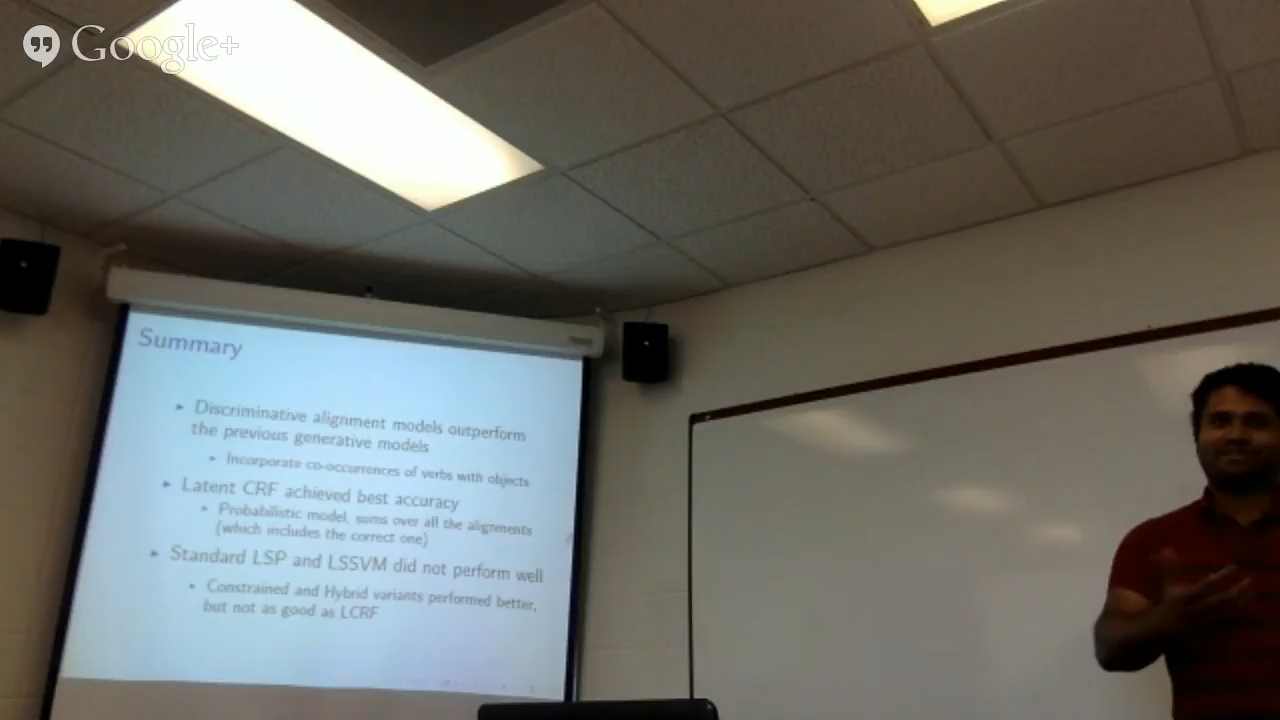 Google+
Summary
Discriminative alignment models outperform
the previous generative models
Incorporate co-occurrences of verbs with objects
Latent CRF achieved best accuracy
Probabilistic model, sums over all the alignments
(which includes the correct one)
Standard LSP and LSSVM did not perform well
Constrained and Hybrid variants performed better,
but not as good as LCRF